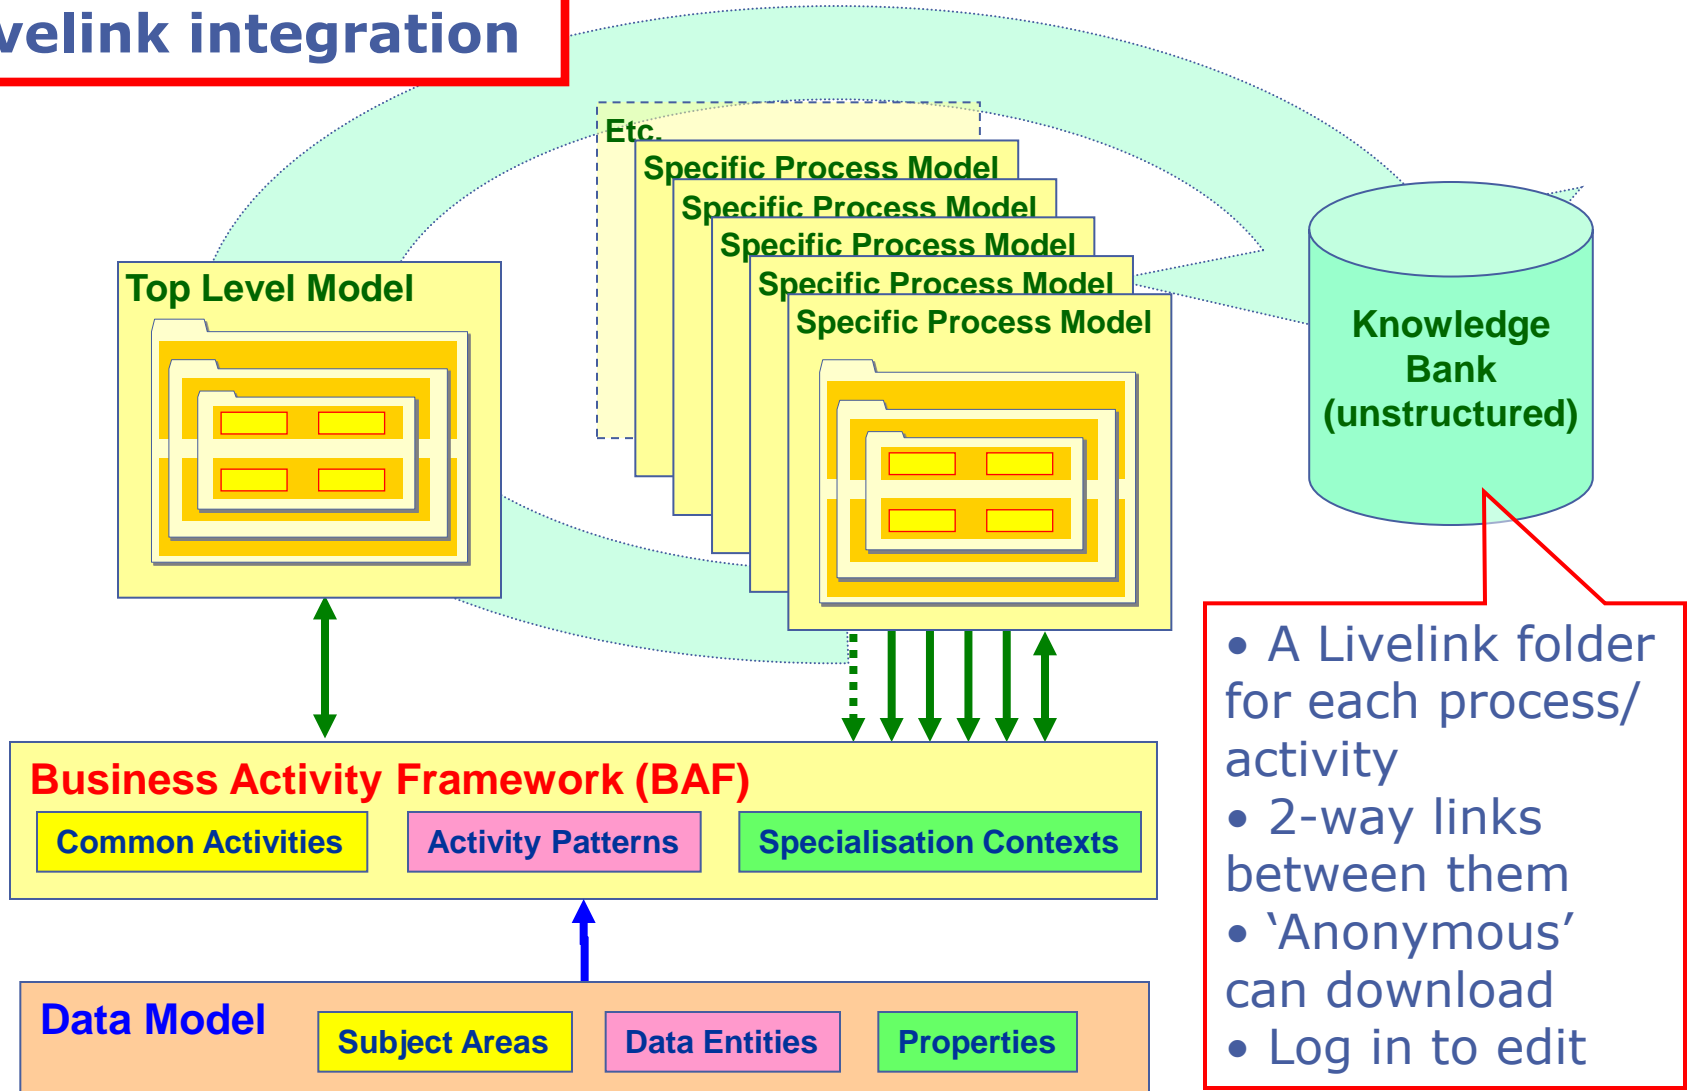 velink integration
Etc.
Specific Process Model
Specific Process Model
Specific Process Model
Specific Process Model
Specific Process Model
Top Level Model
Knowledge
Bank
(unstructured)
Business Activity Framework (BAF)
Common Activities
Activity Patterns
Specialisation Contexts
Data Model
Subject Areas
Data Entities
Properties
• A Livelink folder
for each process/
activity
• 2-way links
between them
• ‘Anonymous’
can download
• Log in to edit